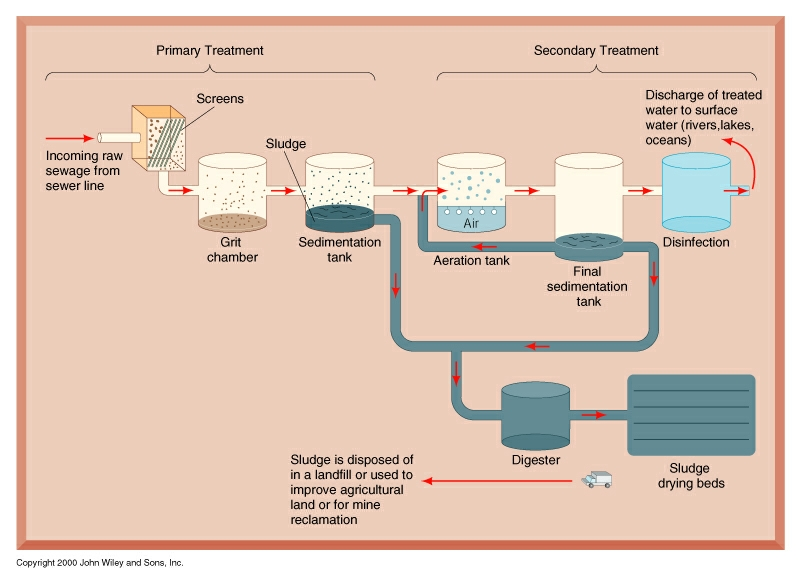 Primary Treatment
Secondary Treatment
Screens
Discharge of treated
water to surface
water (rivers,lakes,
oceans)
Incoming raw
sewage from
sewer line
Sludge
Grit
chamber
Sedimentation
tank
Air
Aeration tank
Final
sedimentation
tank
Disinfection
Digester
Sludge
drying beds
Sludge is disposed of
in a landfill or used to
improve agricultural
land or for mine
reclamation
Copyright 2000 John Wiley and Sons, Inc.